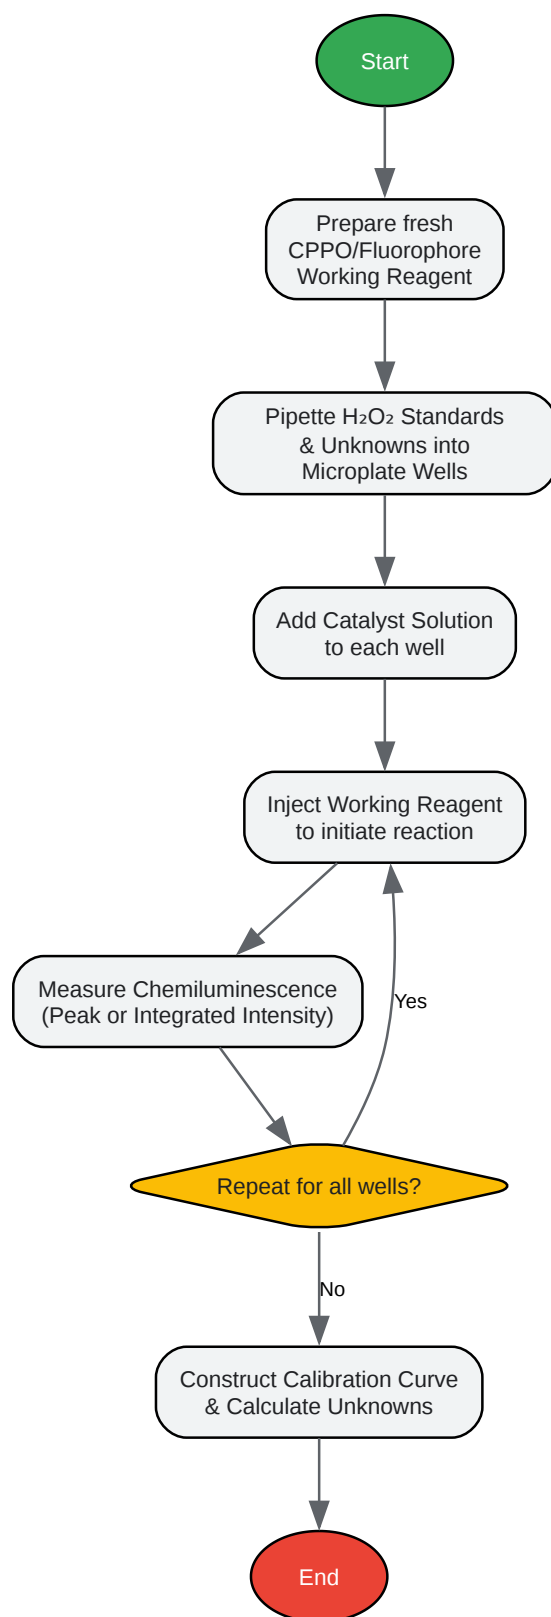 Start
Prepare fresh
CPPO/Fluorophore
Working Reagent
Pipette H₂O₂ Standards
& Unknowns into
Microplate Wells
Add Catalyst Solution
to each well
Inject Working Reagent
to initiate reaction
Measure Chemiluminescence
(Peak or Integrated Intensity)
Yes
Repeat for all wells?
No
Construct Calibration Curve
& Calculate Unknowns
End